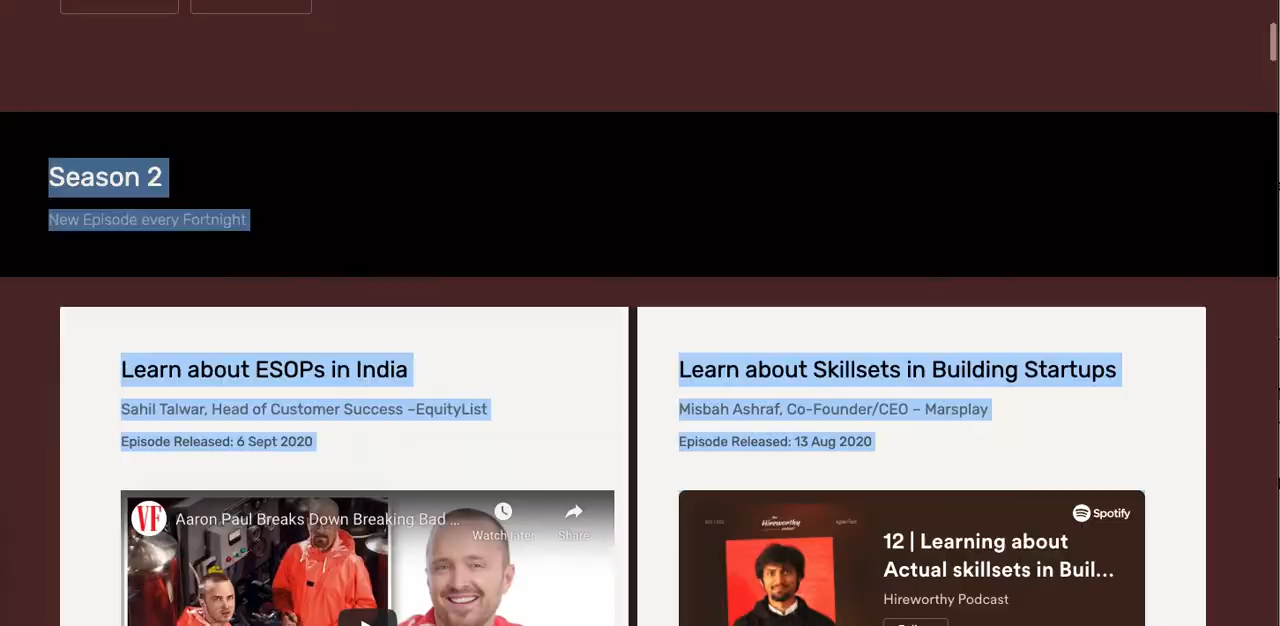 Season 2
New Episode every Fortnight
Learn about ESOPs in India
Sahil Talwar, Head of Customer Success –EquityList
Episode Released: 6 Sept 2020
Learn about Skillsets in Building Startups
Misbah Ashraf, Co-Founder/CEO – Marsplay
Episode Released: 13 Aug 2020
VF
Aaron Paul Breaks Down Breaking Bad ...
Watch later
Share
Hireworthy
Spotify
12 | Learning about
Actual skillsets in Buil...
Hireworthy Podcast